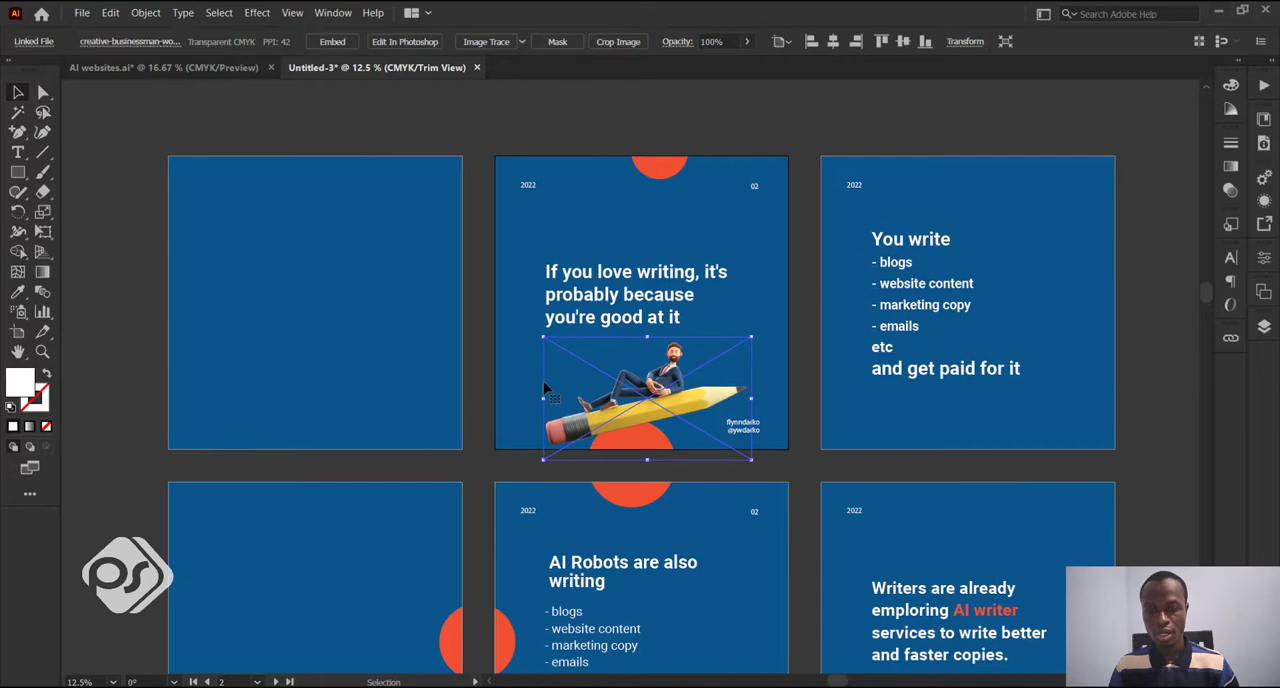 Ai
File Edit Object Type Select Effect View Window Help
Search Adobe Help
Linked File creative-businessman-wo... Transparent CMYK PPI: 42 Embed Edit In Photoshop Image Trace Mask Crop Image Opacity: 100% Transform
AI websites.ai* @ 16.67 % (CMYK/Preview) × Untitled-3* @ 12.5 % (CMYK/Trim View) ×
2022
02
If you love writing, it's
probably because
you're good at it
flynndarko
@ywdarko
2022
You write
- blogs
- website content
- marketing copy
- emails
etc
and get paid for it
2022
02
AI Robots are also
writing
- blogs
- website content
- marketing copy
- emails
2022
Writers are already
emploring AI writer
services to write better
and faster copies.
ps
12.5% 0° 2 Selection